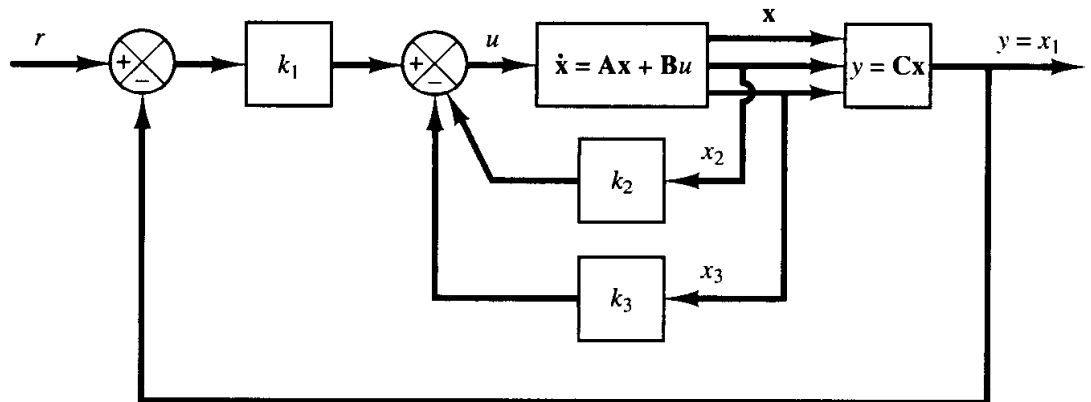 r
+
−
k₁
+
−
u
ẋ = Ax + Bu
x
y = Cx
y = x₁
k₂
x₂
k₃
x₃